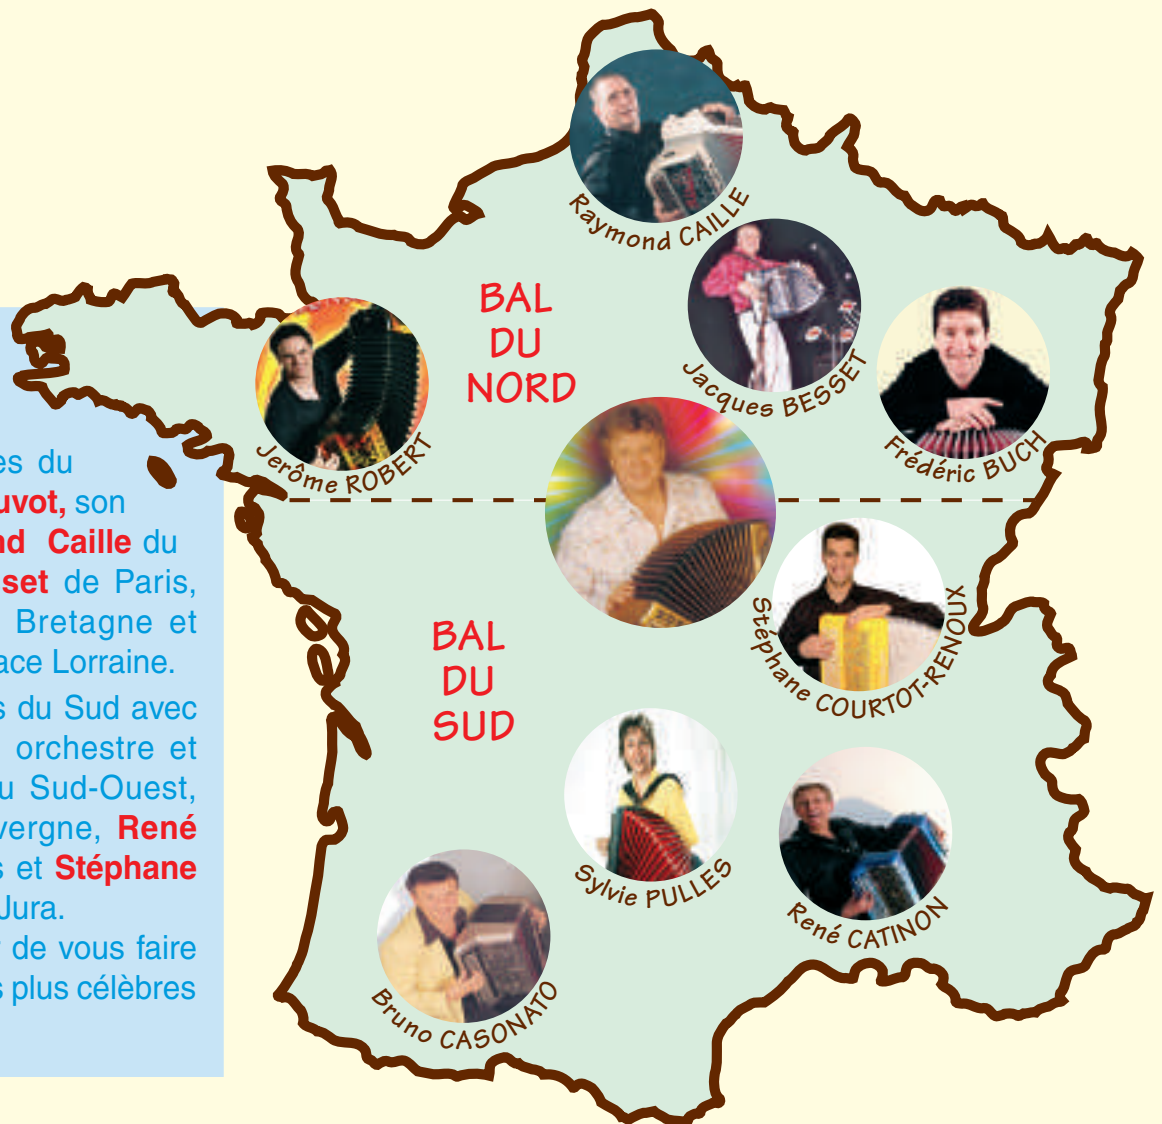 es du
uvot, son
nd Caille du
set de Paris,
Bretagne et
ace Lorraine.
s du Sud avec
orchestre et
u Sud-Ouest,
vergne, René
s et Stéphane
Jura.
de vous faire
s plus célèbres
Raymond CAILLE
BAL
DU
NORD
Jacques BESSET
Frédéric BUCH
Jerôme ROBERT
BAL
DU
SUD
Stéphane COURTOT-RENOUX
Sylvie PULLES
René CATINON
Bruno CASONATO